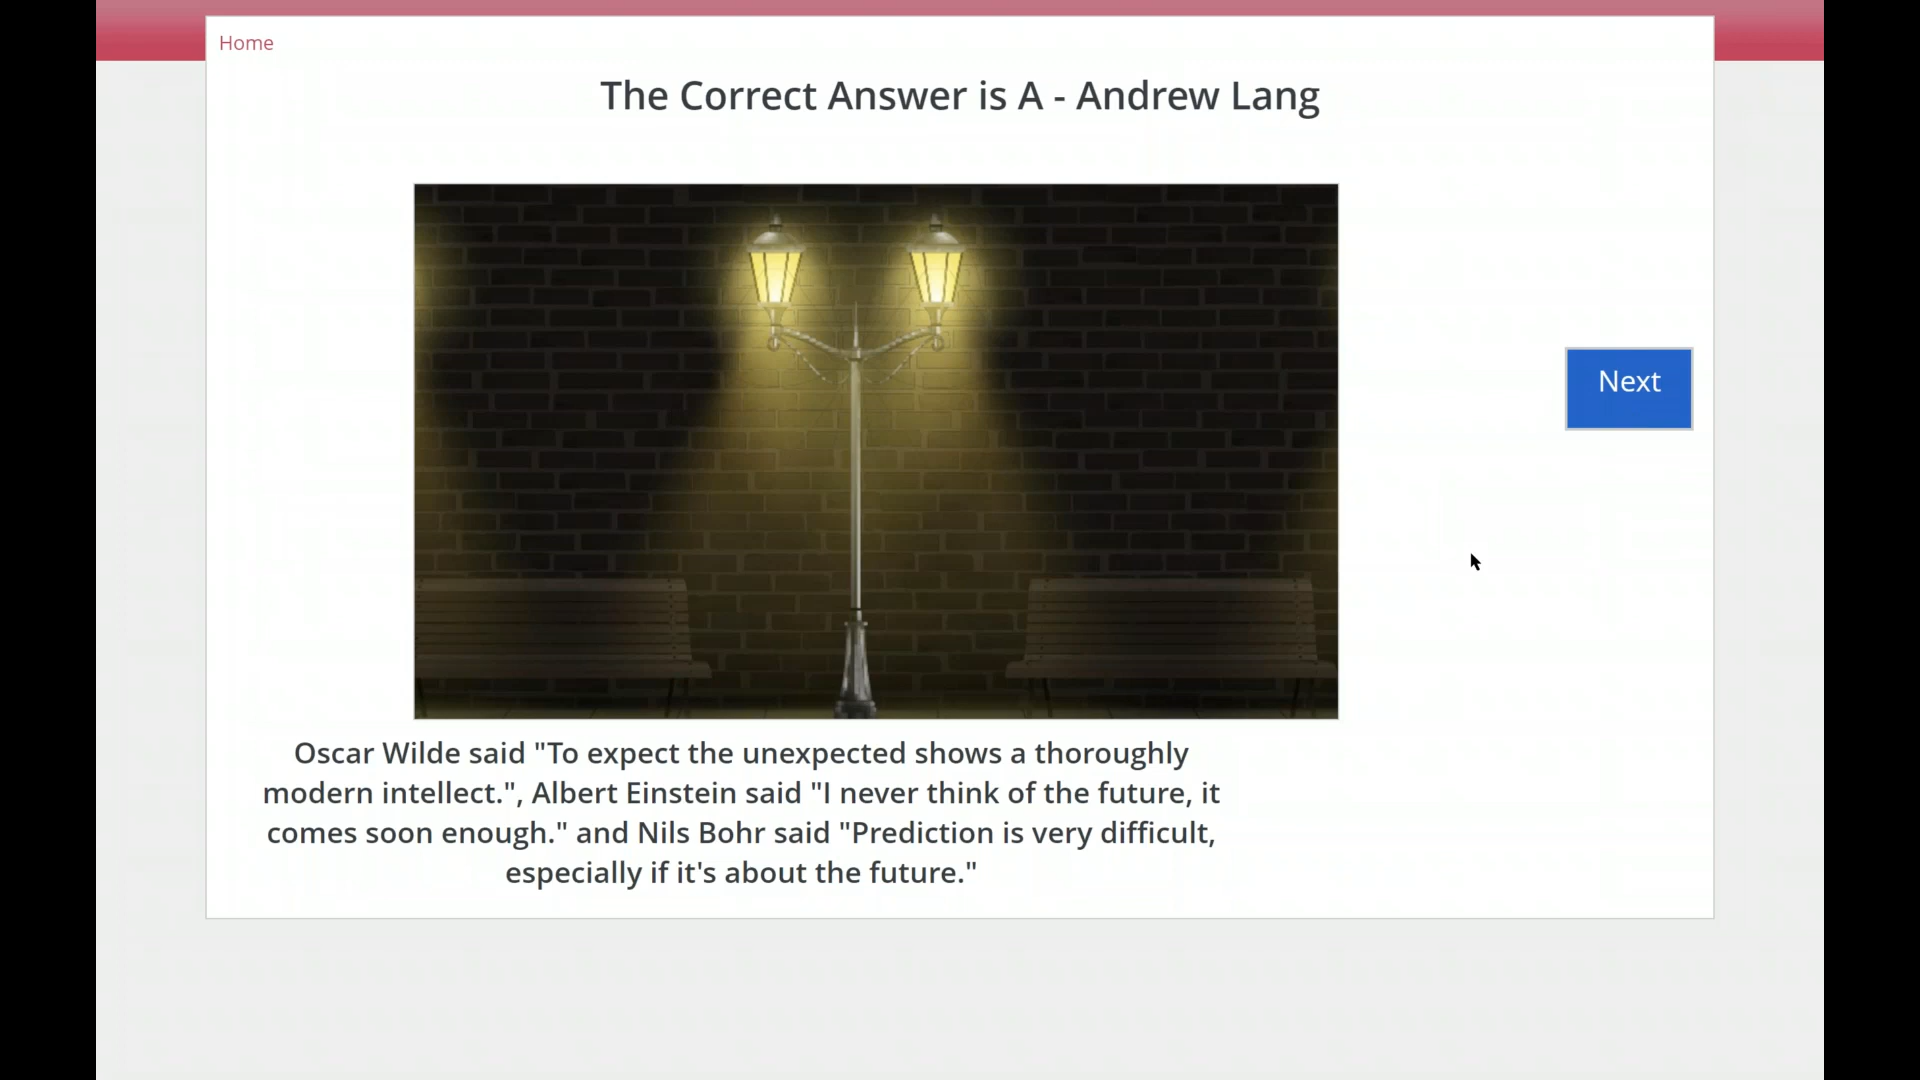 Home
The Correct Answer is A - Andrew Lang
Next
Oscar Wilde said "To expect the unexpected shows a thoroughly
modern intellect.", Albert Einstein said "I never think of the future, it
comes soon enough." and Nils Bohr said "Prediction is very difficult,
especially if it's about the future."